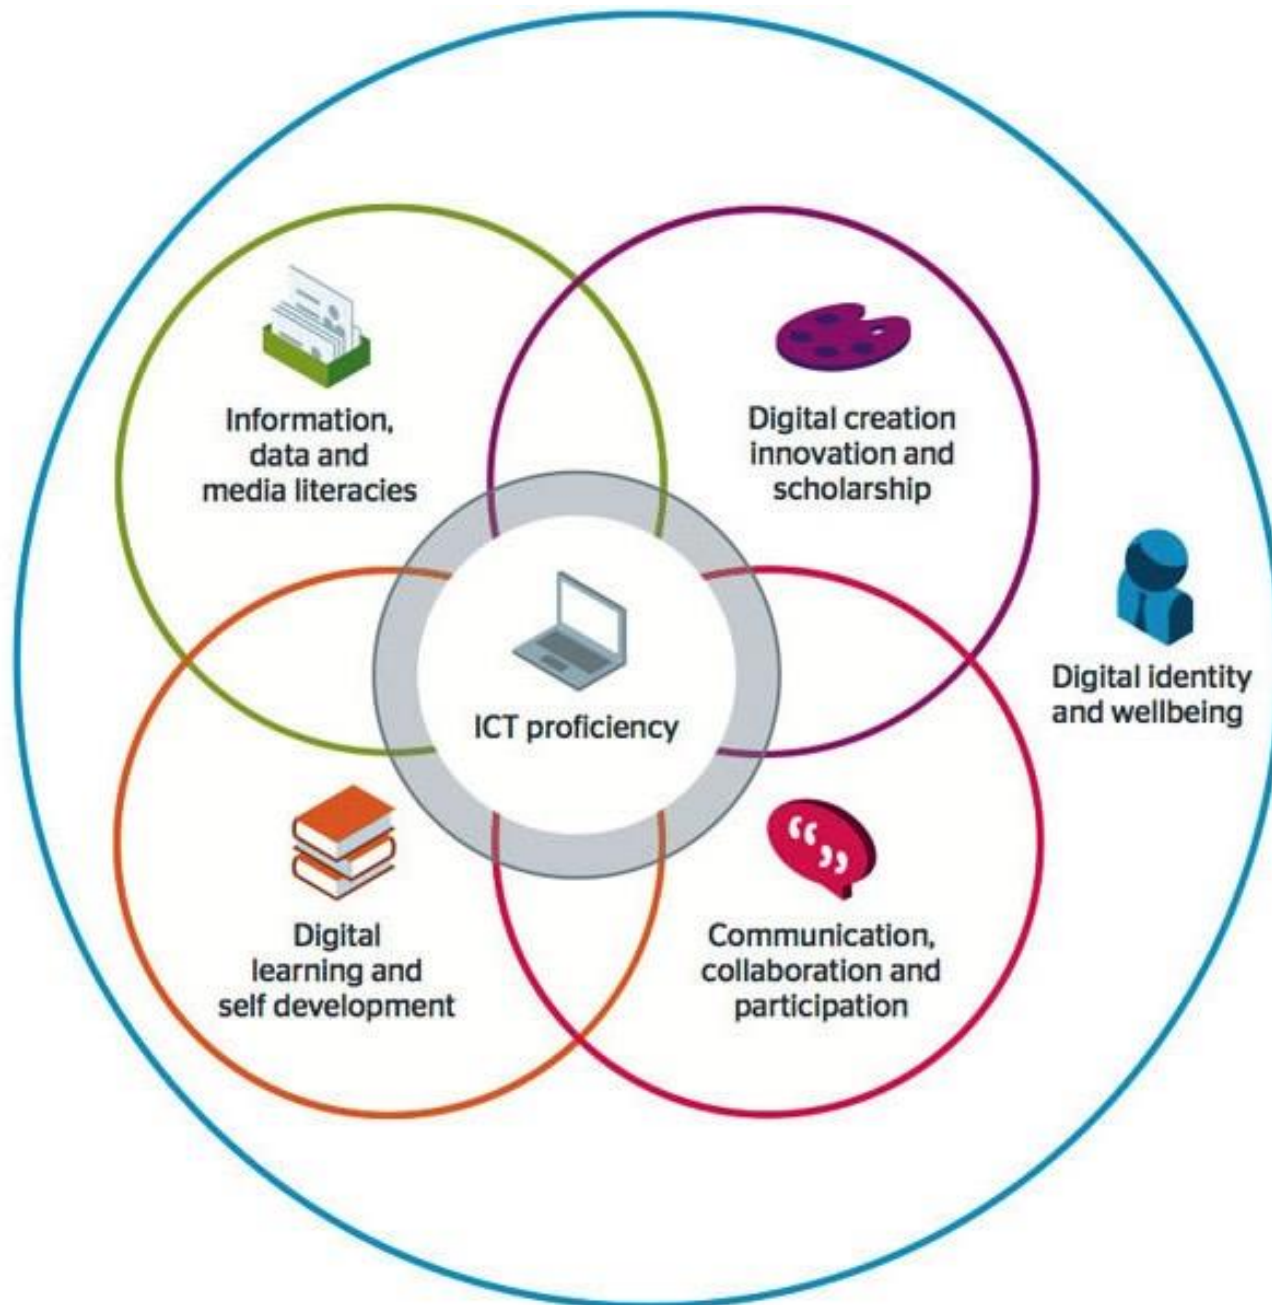 Information,
data and
media literacies
Digital creation
innovation and
scholarship
Digital identity
and wellbeing
ICT proficiency
Digital
learning and
self development
Communication,
collaboration and
participation